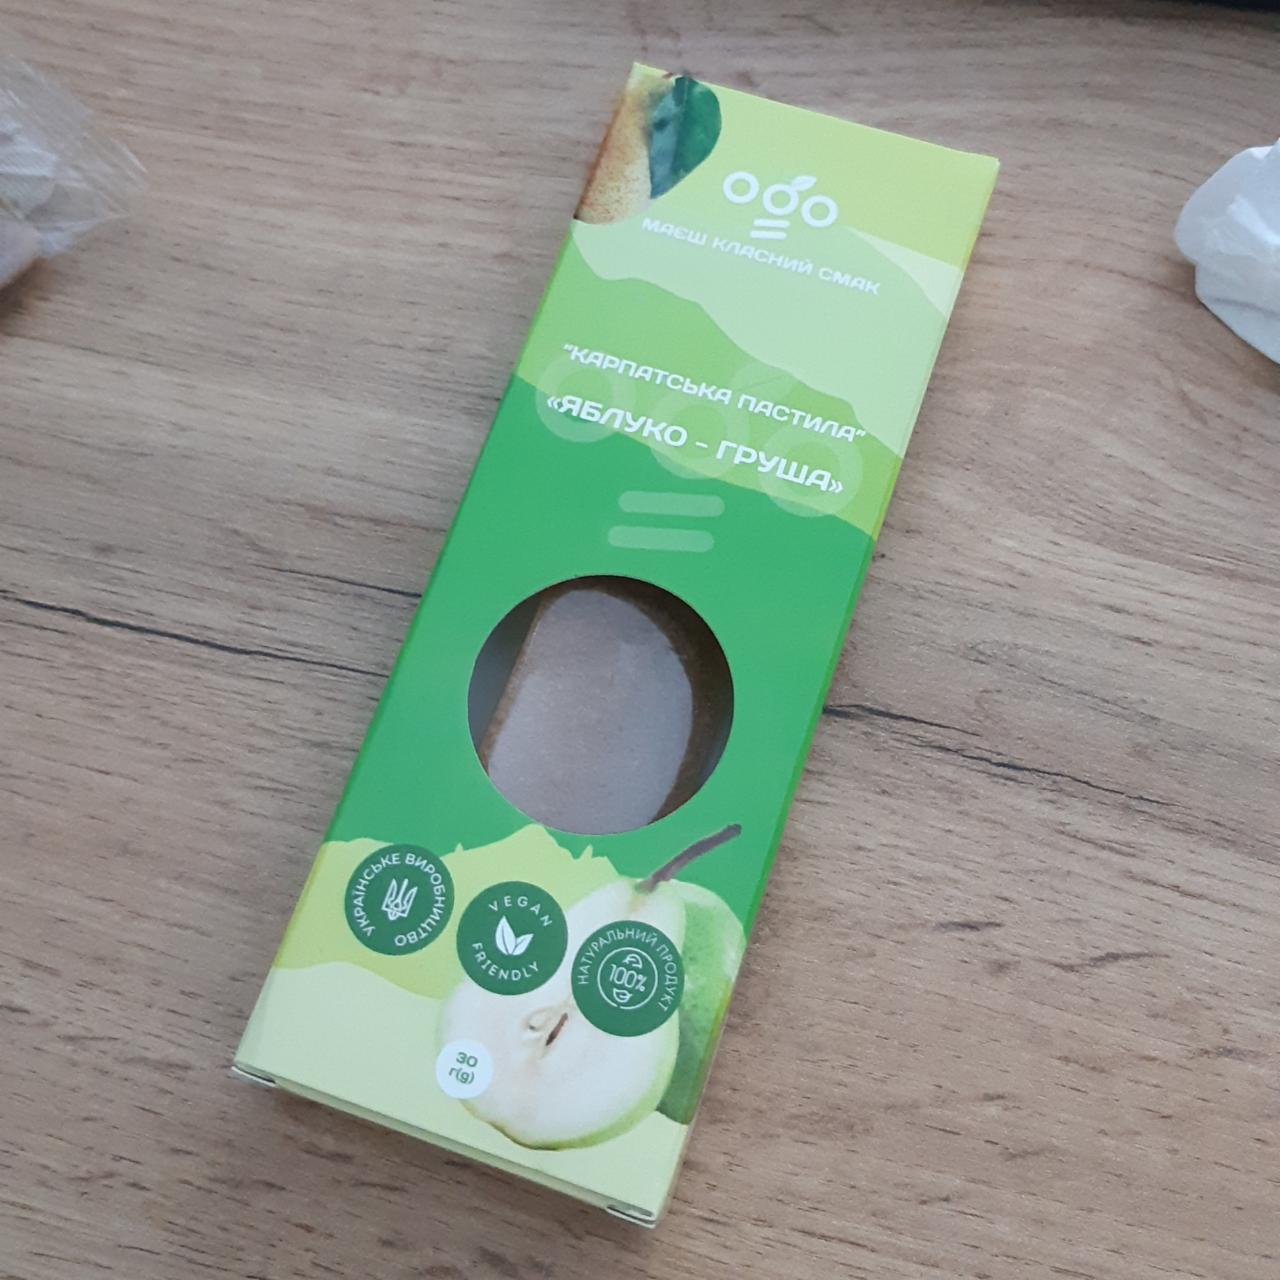 ogo
МАЄШ КЛАСНИЙ СМАК
"КАРПАТСЬКА ПАСТИЛА"
«ЯБЛУКО - ГРУША»
УКРАЇНСЬКЕ ВИРОБНИЦТВО
VEGAN
FRIENDLY
НАТУРАЛЬНИЙ ПРОДУКТ
100%
30
г(g)